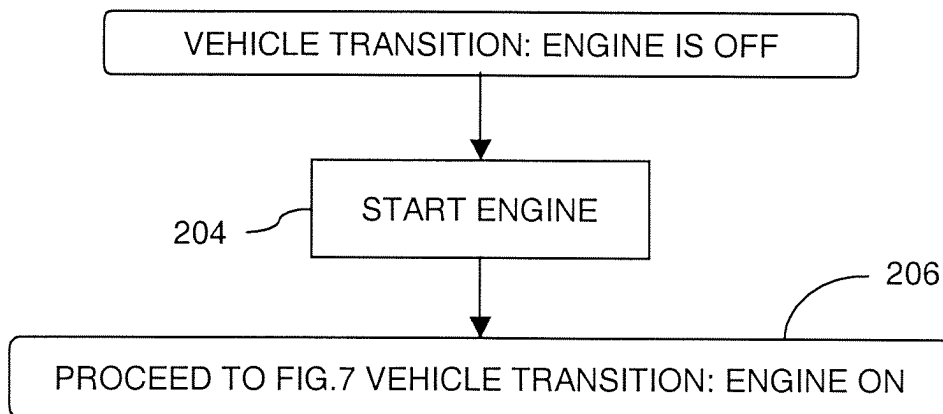 VEHICLE TRANSITION: ENGINE IS OFF
START ENGINE
204
206
PROCEED TO FIG.7 VEHICLE TRANSITION: ENGINE ON